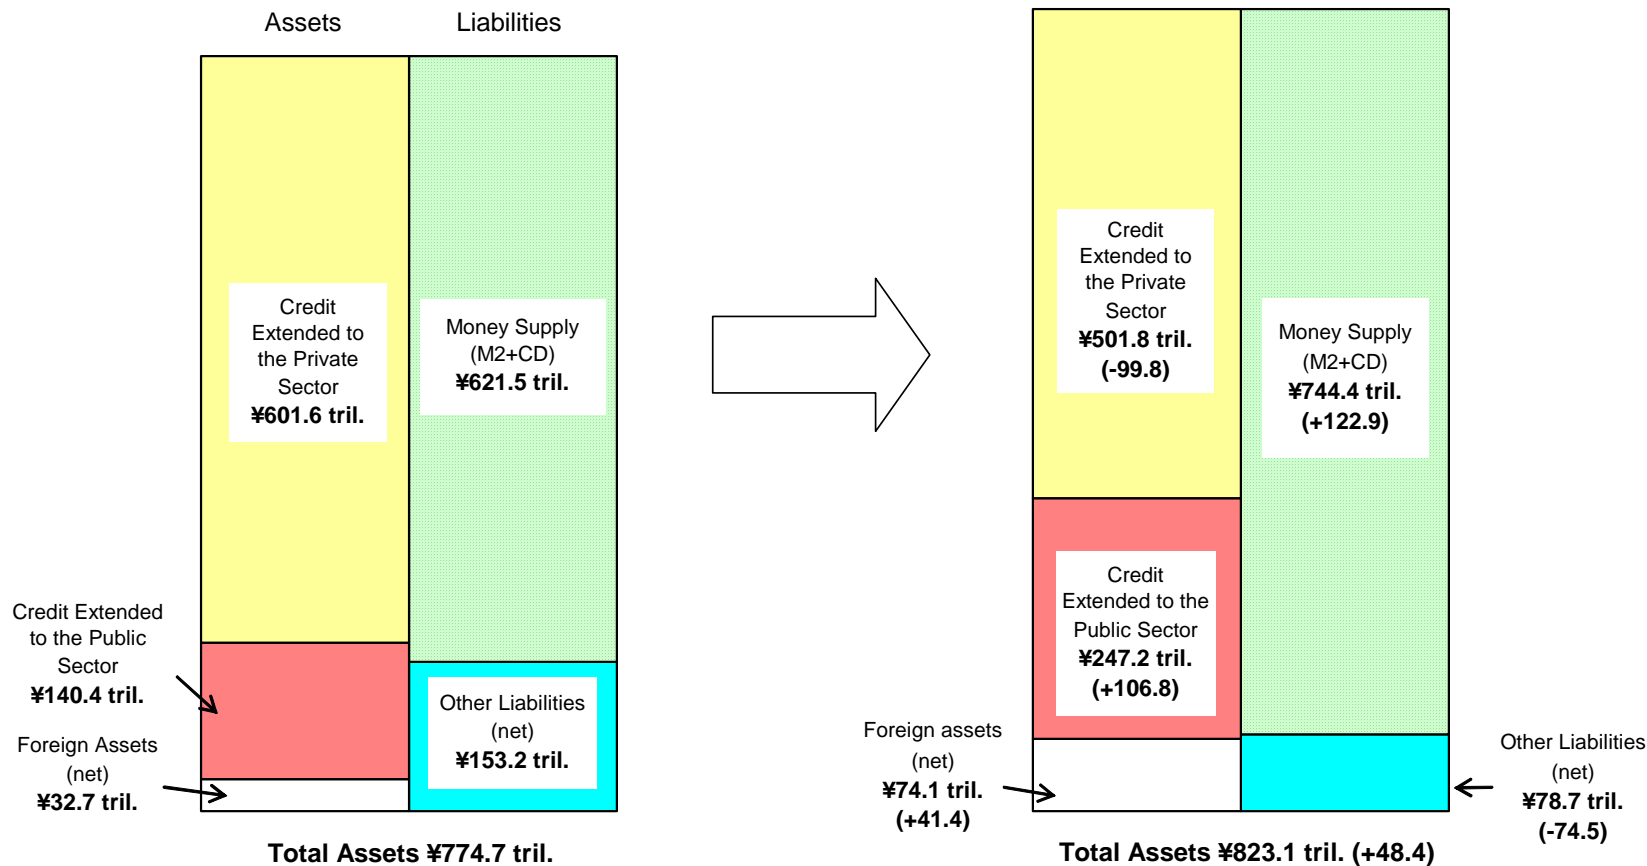 Assets
Liabilities
Credit
Extended to
the Private
Sector
¥601.6 tril.
Money Supply
(M2+CD)
¥621.5 tril.
Credit Extended
to the Public
Sector
¥140.4 tril.
Foreign Assets
(net)
¥32.7 tril.
Other Liabilities
(net)
¥153.2 tril.
Total Assets ¥774.7 tril.
Credit
Extended to
the Private
Sector
¥501.8 tril.
(-99.8)
Money Supply
(M2+CD)
¥744.4 tril.
(+122.9)
Credit
Extended to the
Public Sector
¥247.2 tril.
(+106.8)
Foreign assets
(net)
¥74.1 tril.
(+41.4)
Other Liabilities
(net)
¥78.7 tril.
(-74.5)
Total Assets ¥823.1 tril. (+48.4)